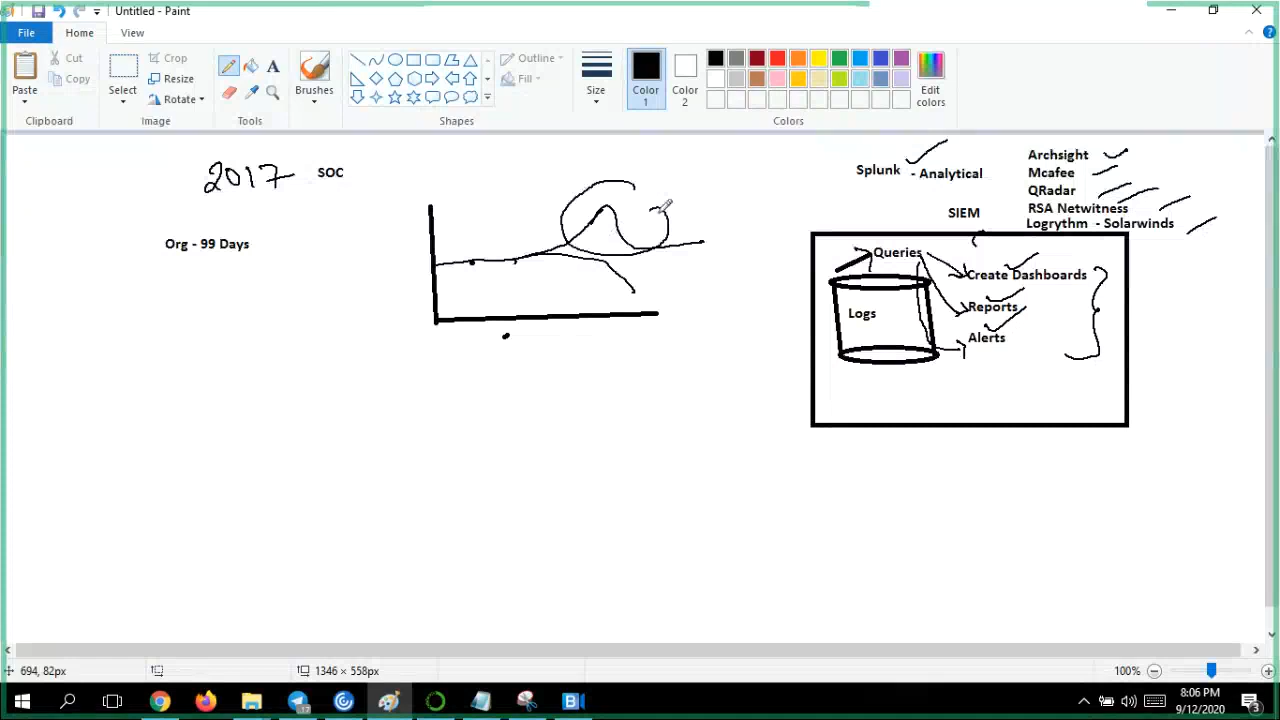 Untitled - Paint
File
Home
View
Paste
Cut
Copy
Clipboard
Select
Crop
Resize
Rotate
Image
A
Tools
Brushes
Outline
Fill
Shapes
Size
Color 1
Color 2
Edit colors
Colors
2017 SOC
Org - 99 Days
Splunk - Analytical
SIEM
Archsight
Mcafee
QRadar
RSA Netwitness
Logrythm - Solarwinds
Queries
Create Dashboards
Reports
Alerts
Logs
694, 82px
1346 × 558px
100%
8:06 PM
9/12/2020